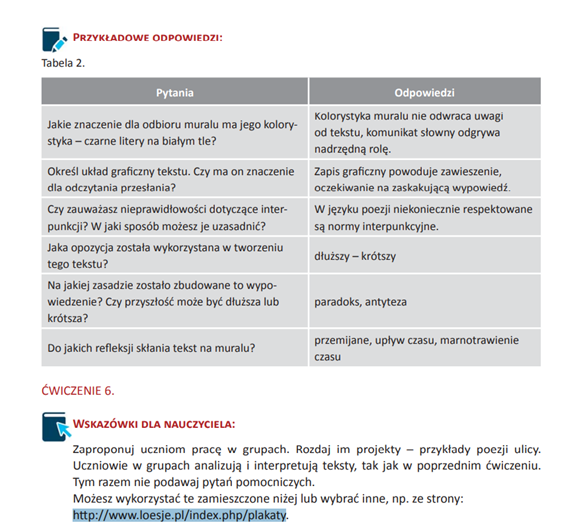 PRZYKŁADOWE ODPOWIEDZI:
Tabela 2.
Pytania
Odpowiedzi
Jakie znaczenie dla odbioru muralu ma jego kolory-
styka – czarne litery na białym tle?
Kolorystyka muralu nie odwraca uwagi
od tekstu, komunikat słowny odgrywa
nadrzędną rolę.
Określ układ graficzny tekstu. Czy ma on znaczenie
dla odczytania przesłania?
Zapis graficzny powoduje zawieszenie,
oczekiwanie na zaskakującą wypowiedź.
Czy zauważasz nieprawidłowości dotyczące inter-
punkcji? W jaki sposób możesz je uzasadnić?
W języku poezji niekoniecznie respektowane
są normy interpunkcyjne.
Jaka opozycja została wykorzystana w tworzeniu
tego tekstu?
dłuższy – krótszy
Na jakiej zasadzie zostało zbudowane to wypo-
wiedzenie? Czy przyszłość może być dłuższa lub
krótsza?
paradoks, antyteza
Do jakich refleksji skłania tekst na muralu?
przemijane, upływ czasu, marnotrawienie
czasu
ĆWICZENIE 6.
WSKAZÓWKI DLA NAUCZYCIELA:
Zaproponuj uczniom pracę w grupach. Rozdaj im projekty – przykłady poezji ulicy.
Uczniowie w grupach analizują i interpretują teksty, tak jak w poprzednim ćwiczeniu.
Tym razem nie podawaj pytań pomocniczych.
Możesz wykorzystać te zamieszczone niżej lub wybrać inne, np. ze strony:
http://www.loesje.pl/index.php/plakaty.